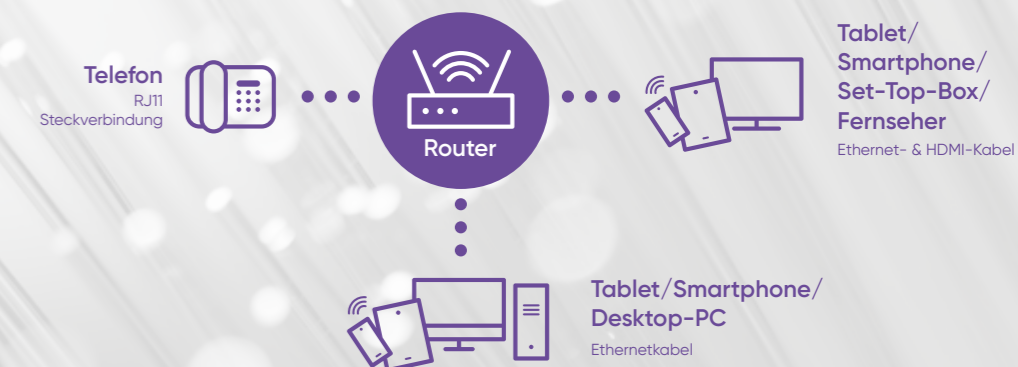 Telefon
RJ11
Steckverbindung
Router
Tablet/
Smartphone/
Set-Top-Box/
Fernseher
Ethernet- & HDMI-Kabel
Tablet/Smartphone/
Desktop-PC
Ethernetkabel